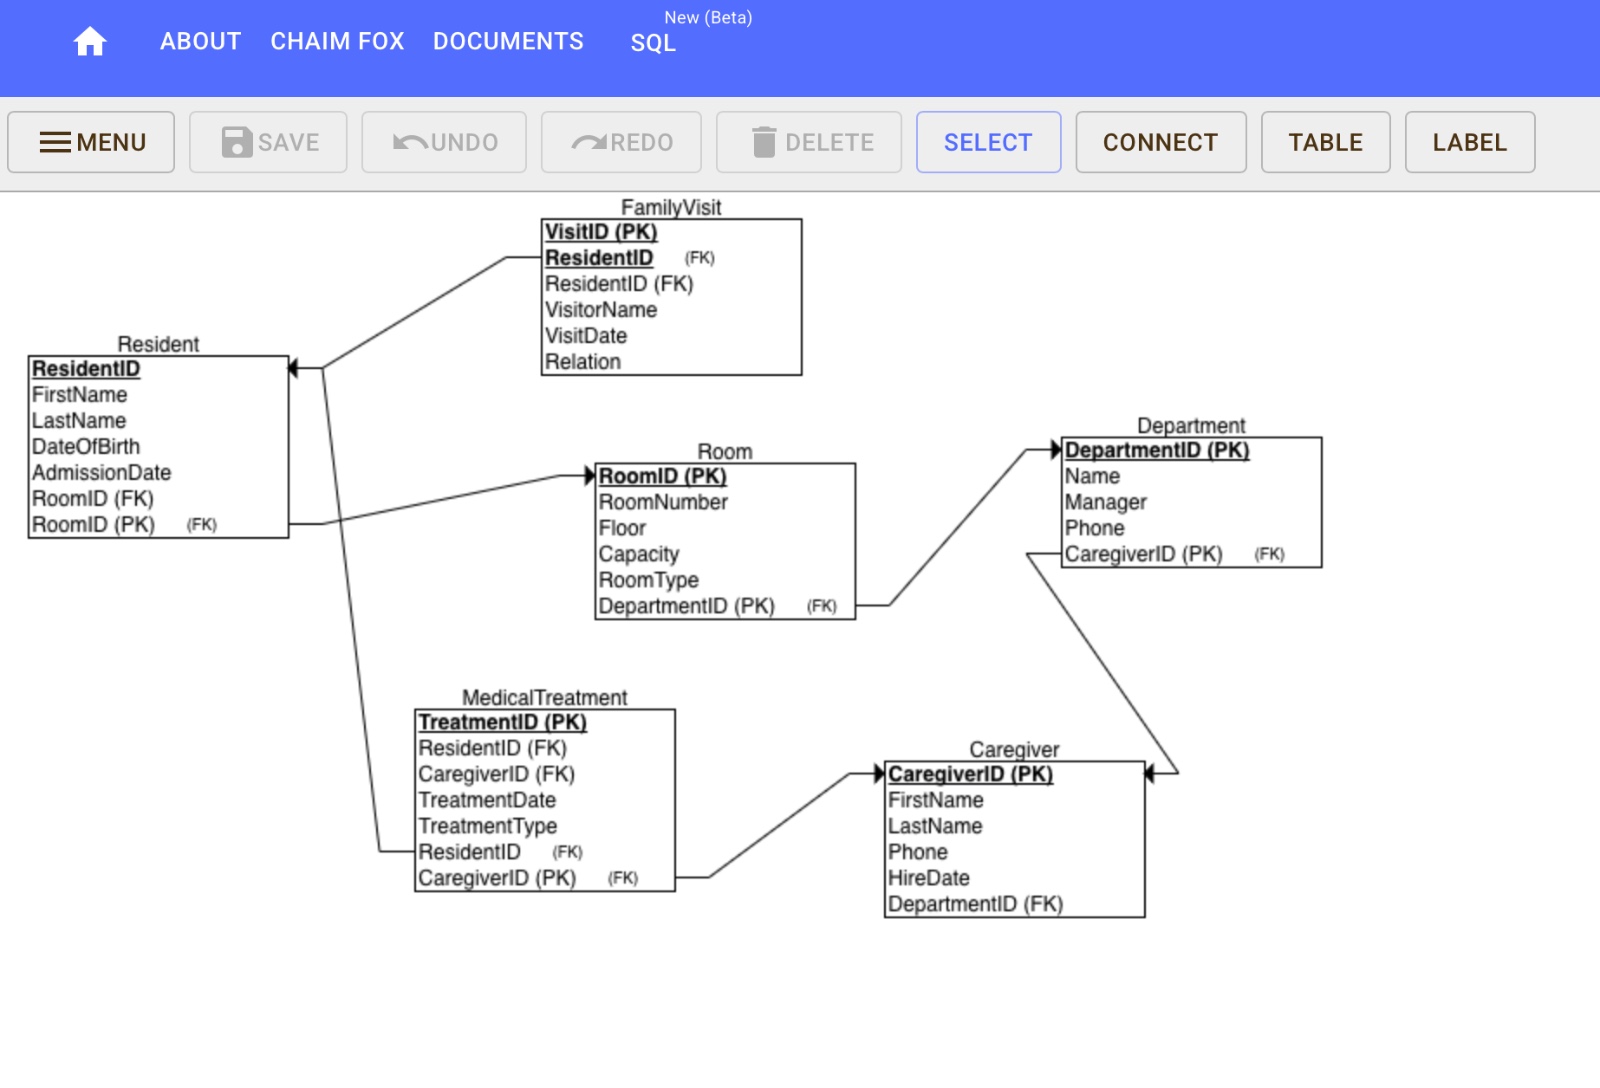 New (Beta)
ABOUT CHAIM FOX DOCUMENTS SQL
MENU SAVE UNDO REDO DELETE SELECT CONNECT TABLE LABEL
FamilyVisit
VisitID (PK)
ResidentID (FK)
ResidentID (FK)
VisitorName
VisitDate
Relation
Resident
ResidentID
FirstName
LastName
DateOfBirth
AdmissionDate
RoomID (FK)
RoomID (PK) (FK)
Room
RoomID (PK)
RoomNumber
Floor
Capacity
RoomType
DepartmentID (PK) (FK)
Department
DepartmentID (PK)
Name
Manager
Phone
CaregiverID (PK) (FK)
MedicalTreatment
TreatmentID (PK)
ResidentID (FK)
CaregiverID (FK)
TreatmentDate
TreatmentType
ResidentID (FK)
CaregiverID (PK) (FK)
Caregiver
CaregiverID (PK)
FirstName
LastName
Phone
HireDate
DepartmentID (FK)